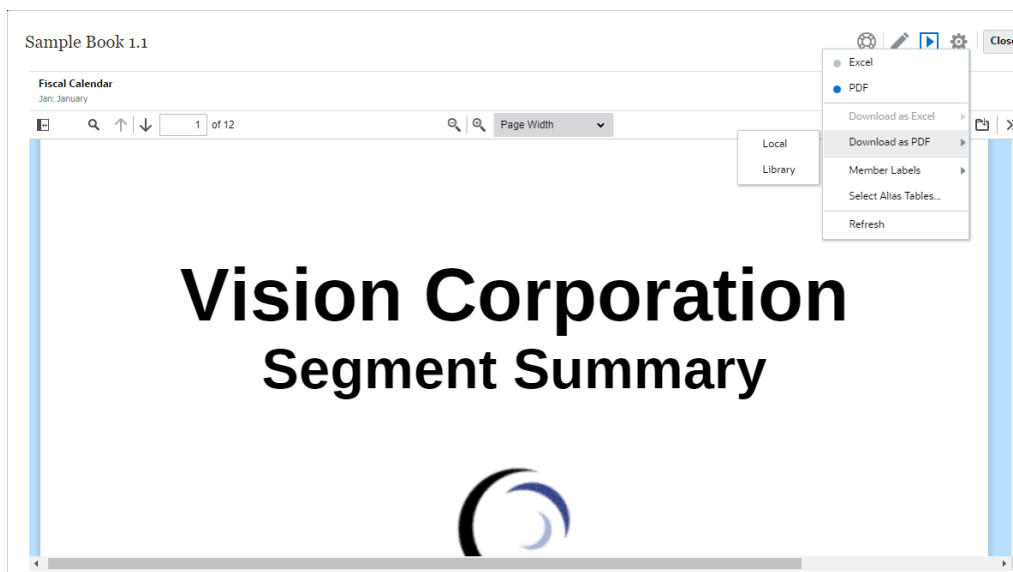 Sample Book 1.1
Fiscal Calendar
Jan: January
1 of 12
Page Width
Clos
Excel
PDF
Download as Excel
Download as PDF
Local
Library
Member Labels
Select Alias Tables...
Refresh
Vision Corporation
Segment Summary